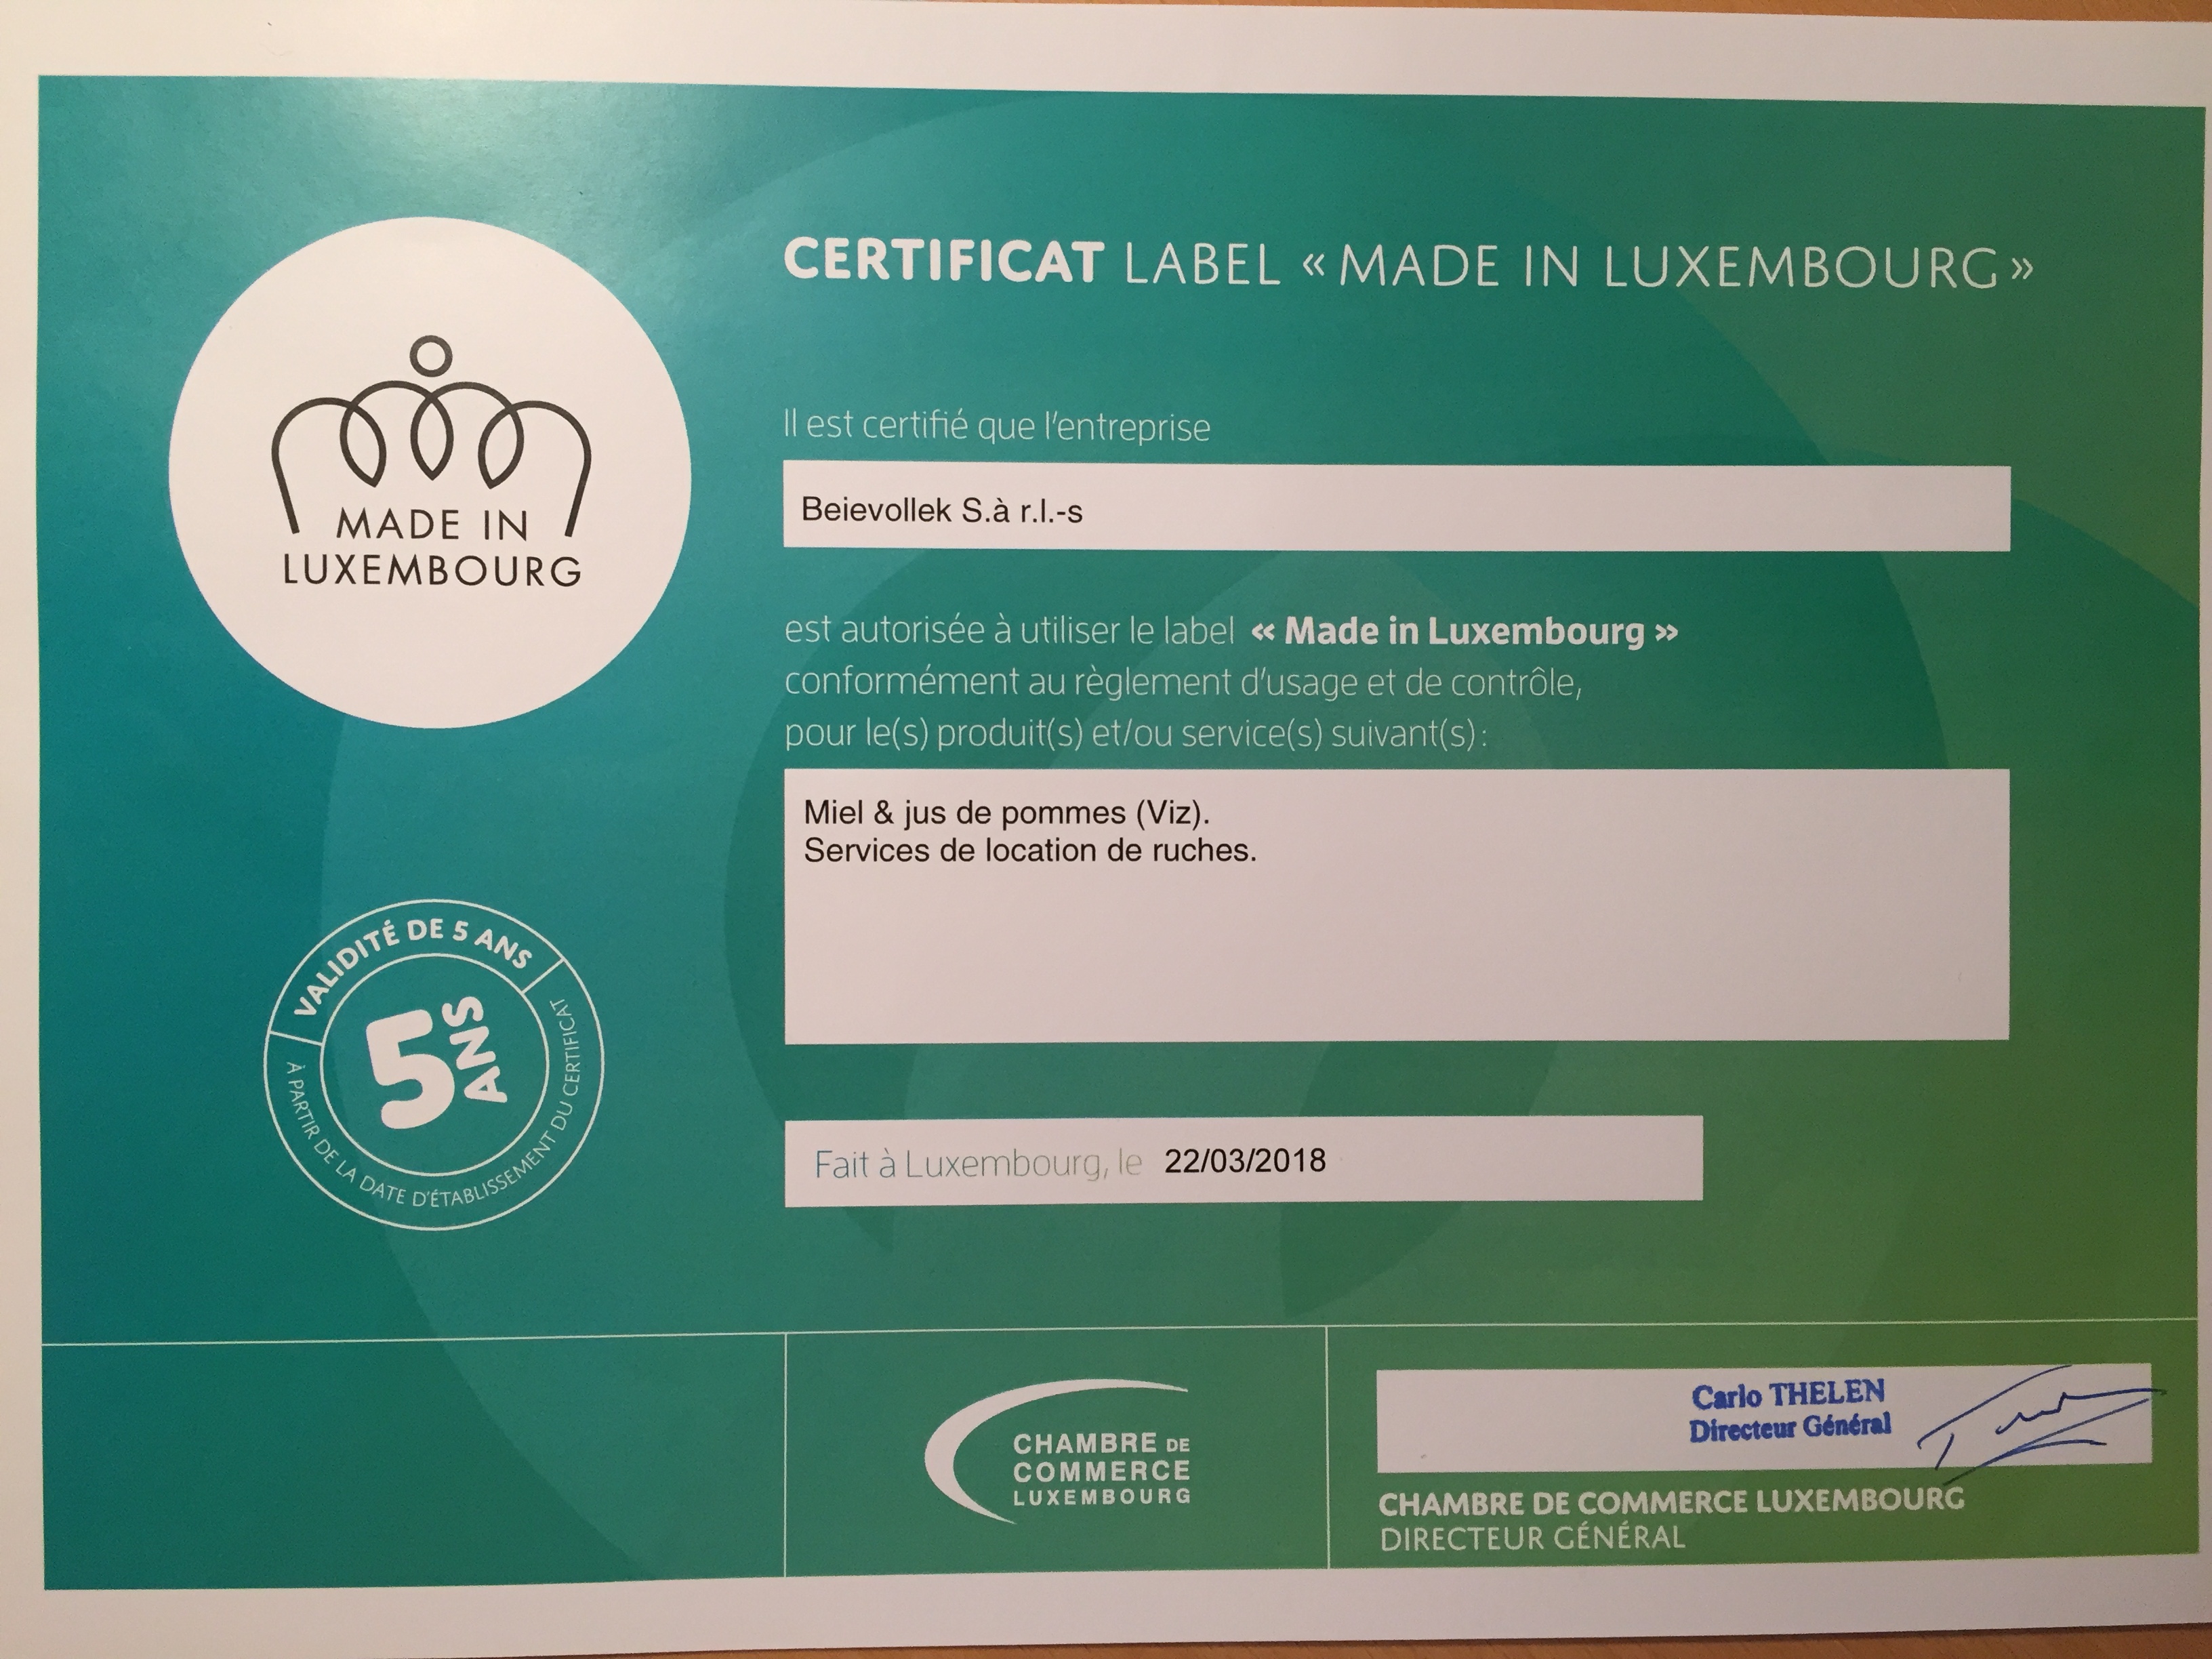 CERTIFICAT LABEL « MADE IN LUXEMBOURG »
MADE IN
LUXEMBOURG
Il est certifié que l'entreprise
Beievollek S.à r.l.-s
est autorisée à utiliser le label « Made in Luxembourg »
conformément au règlement d'usage et de contrôle,
pour le(s) produit(s) et/ou service(s) suivant(s) :
Miel & jus de pommes (Viz).
Services de location de ruches.
VALIDITÉ DE 5 ANS
5 ANS
À PARTIR DE LA DATE D'ÉTABLISSEMENT DU CERTIFICAT
Fait à Luxembourg, le 22/03/2018
CHAMBRE DE
COMMERCE
LUXEMBOURG
Carlo THELEN
Directeur Général
CHAMBRE DE COMMERCE LUXEMBOURG
DIRECTEUR GÉNÉRAL